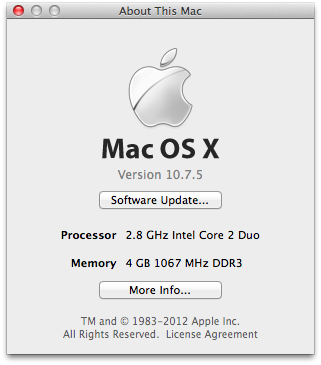 About This Mac
Mac OS X
Version 10.7.5
Software Update...
Processor 2.8 GHz Intel Core 2 Duo
Memory 4 GB 1067 MHz DDR3
More Info...
TM and © 1983-2012 Apple Inc.
All Rights Reserved. License Agreement